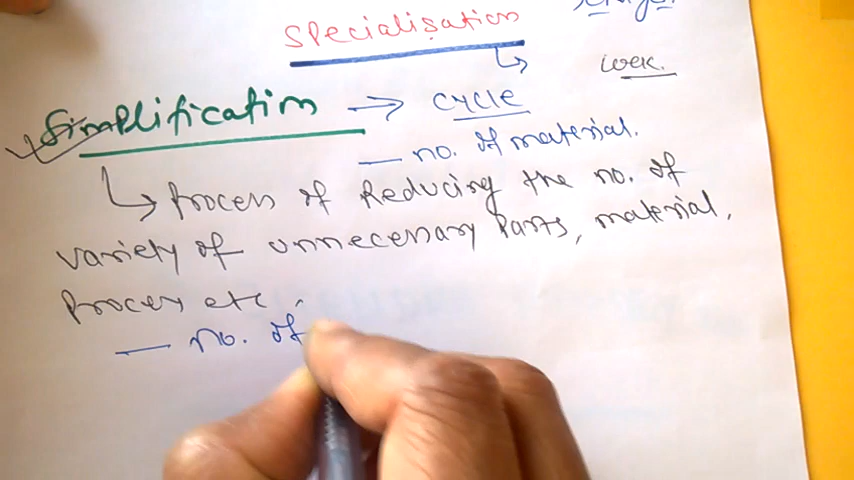 Specialisation
work.
Simplification → cycle
— no. of material.
↳ Process of Reducing the no. of
variety of unnecessary Parts, material,
Process etc.
— no. of